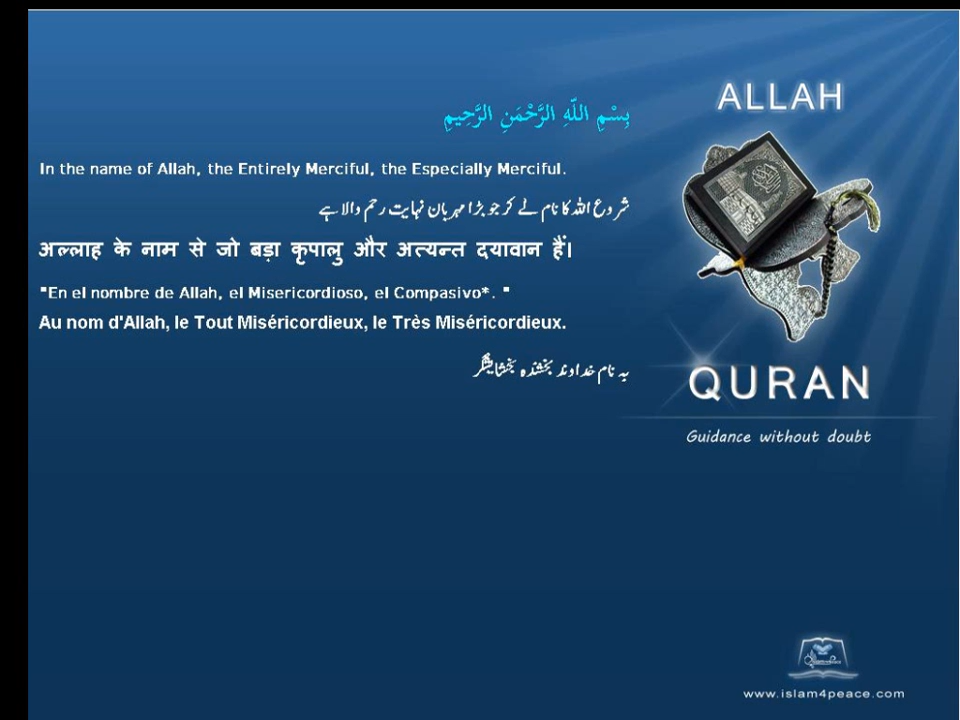 بِسْمِ اللّهِ الرَّحْمَنِ الرَّحِيمِ
In the name of Allah, the Entirely Merciful, the Especially Merciful.
شروع اللہ کا نام لے کر جو بڑا مہربان نہایت رحم والا ہے
अल्लाह के नाम से जो बड़ा कृपालु और अत्यन्त दयावान हैं।
"En el nombre de Allah, el Misericordioso, el Compasivo*. "
Au nom d'Allah, le Tout Miséricordieux, le Très Miséricordieux.
به نام خداوند بخشنده بخشایشگر
ALLAH
QURAN
Guidance without doubt
www.islam4peace.com